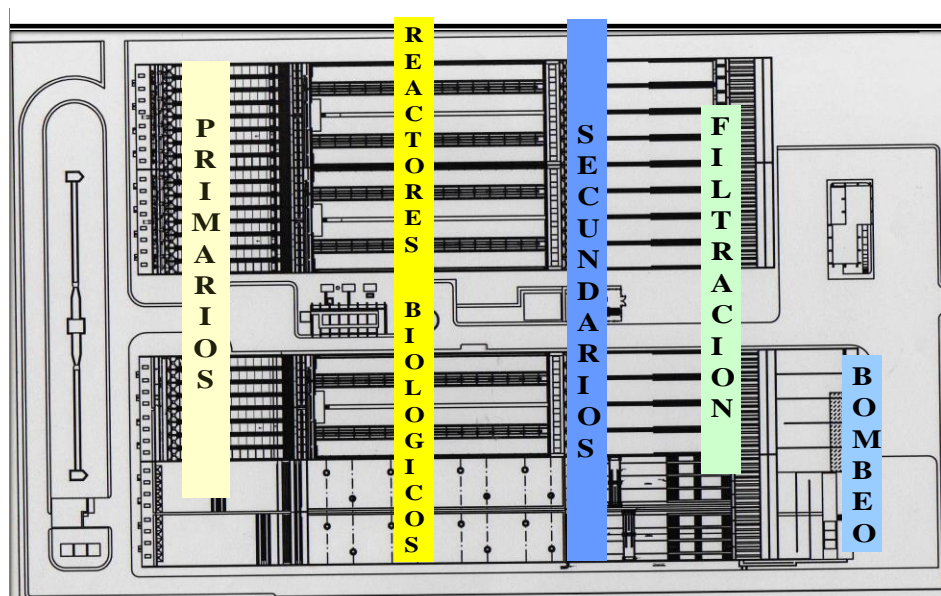 PRIMARIOS
REACTORES BIOLOGICOS
SECUNDARIOS
FILTRACION
BOMBEO